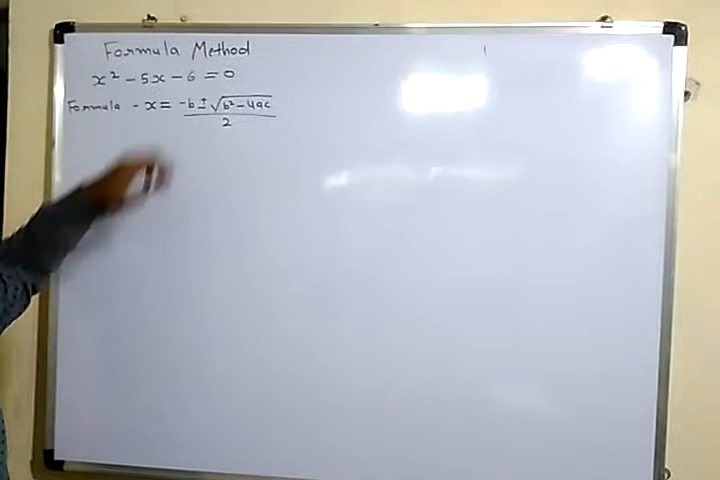 Formula Method
x² - 5x - 6 = 0
Formula - x = -b ± √b² - 4ac / 2